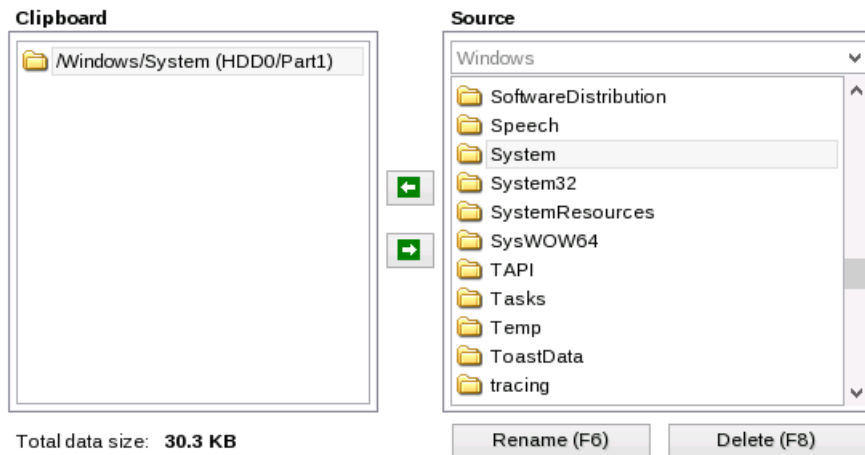 Clipboard
/Windows/System (HDD0/Part1)
Total data size: 30.3 KB
Source
Windows
SoftwareDistribution
Speech
System
System32
SystemResources
SysWOW64
TAPI
Tasks
Temp
ToastData
tracing
Rename (F6)
Delete (F8)